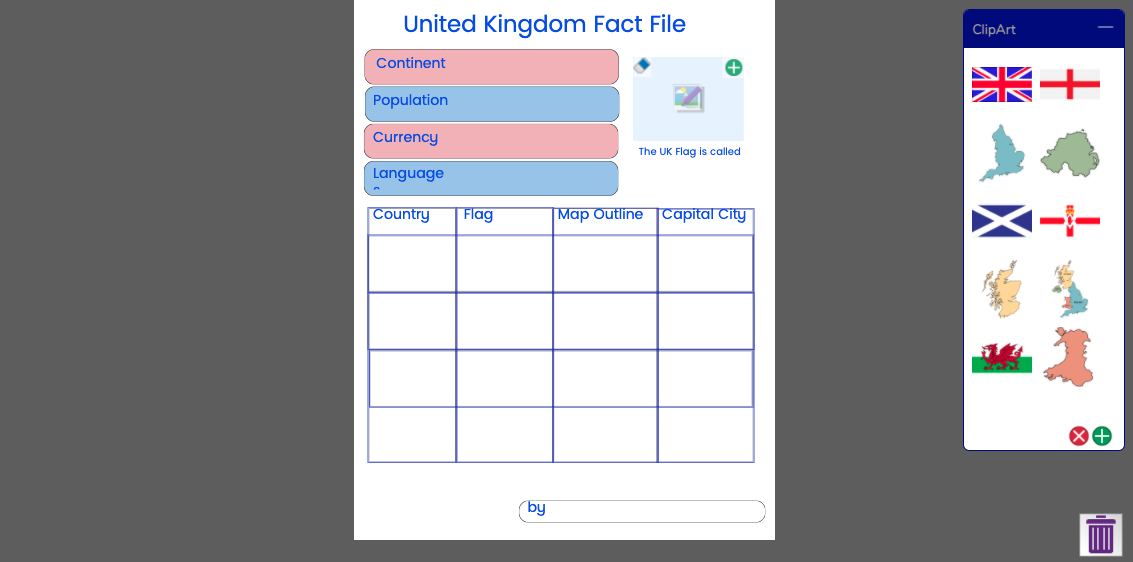 United Kingdom Fact File
Continent
Population
Currency
Language
The UK Flag is called
Country Flag Map Outline Capital City
by
ClipArt